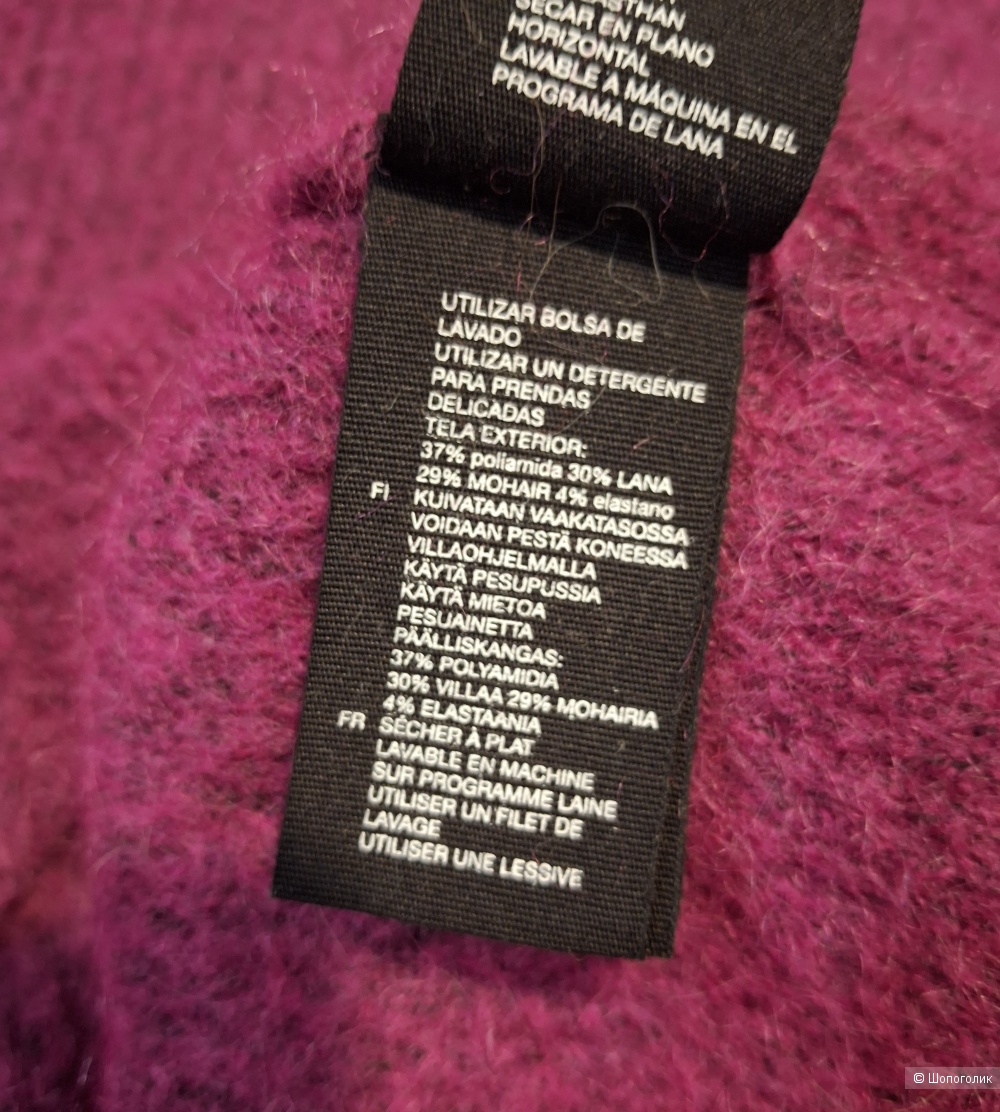 SECAR EN PLANO
HORIZONTAL
LAVABLE A MÁQUINA EN EL
PROGRAMA DE LANA
UTILIZAR BOLSA DE
LAVADO
UTILIZAR UN DETERGENTE
PARA PRENDAS
DELICADAS
TELA EXTERIOR:
37% poliamida 30% LANA
29% MOHAIR 4% elastano
FI KUIVATAAN VAAKATASOSSA
VOIDAAN PESTÄ KONEESSA
VILLAOHJELMALLA
KÄYTÄ PESUPUSSIA
KÄYTÄ MIETOA
PESUAINETTA
PÄÄLLISKANGAS:
37% POLYAMIDIA
30% VILLAA 29% MOHAIRIA
4% ELASTAANIA
FR SÉCHER À PLAT
LAVABLE EN MACHINE
SUR PROGRAMME LAINE
UTILISER UN FILET DE
LAVAGE
UTILISER UNE LESSIVE
© Шопоголик